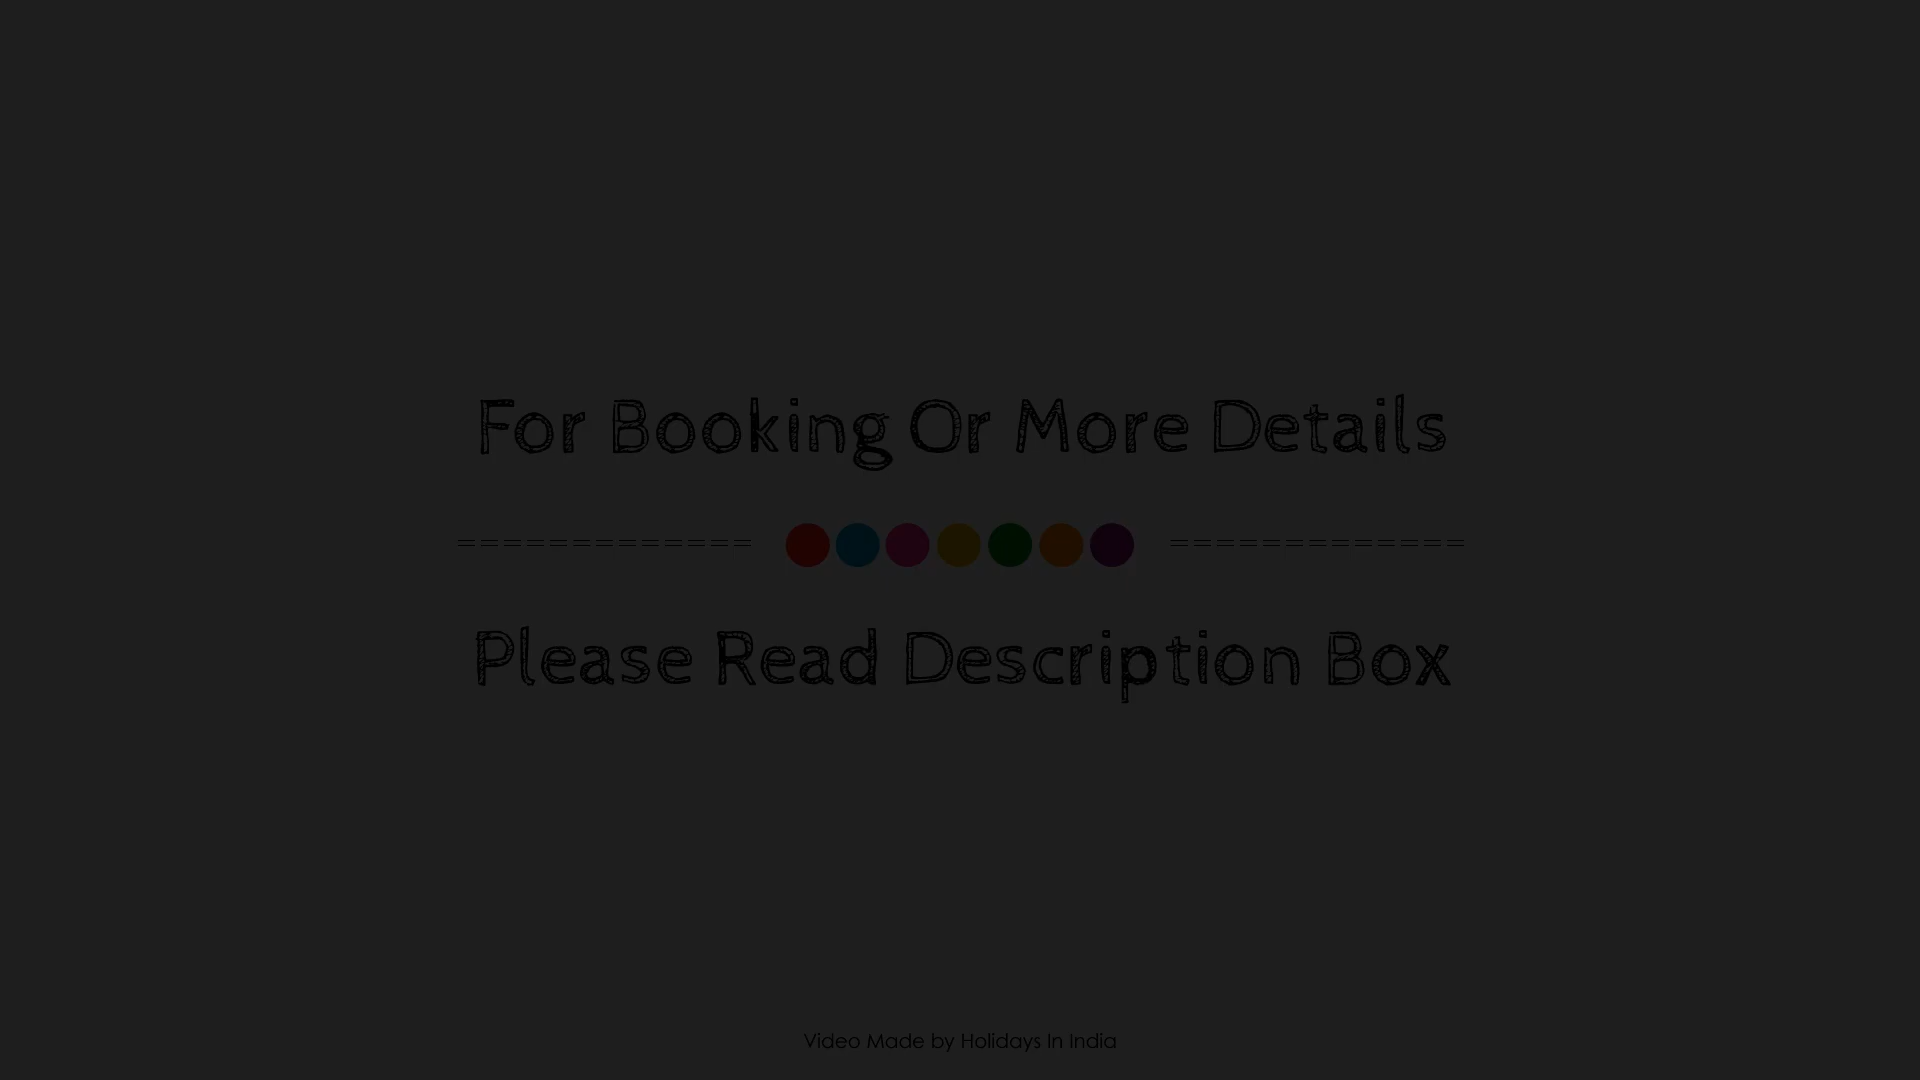 For Booking Or More Details
============= =============
Please Read Description Box
Video Made by Holidays In India